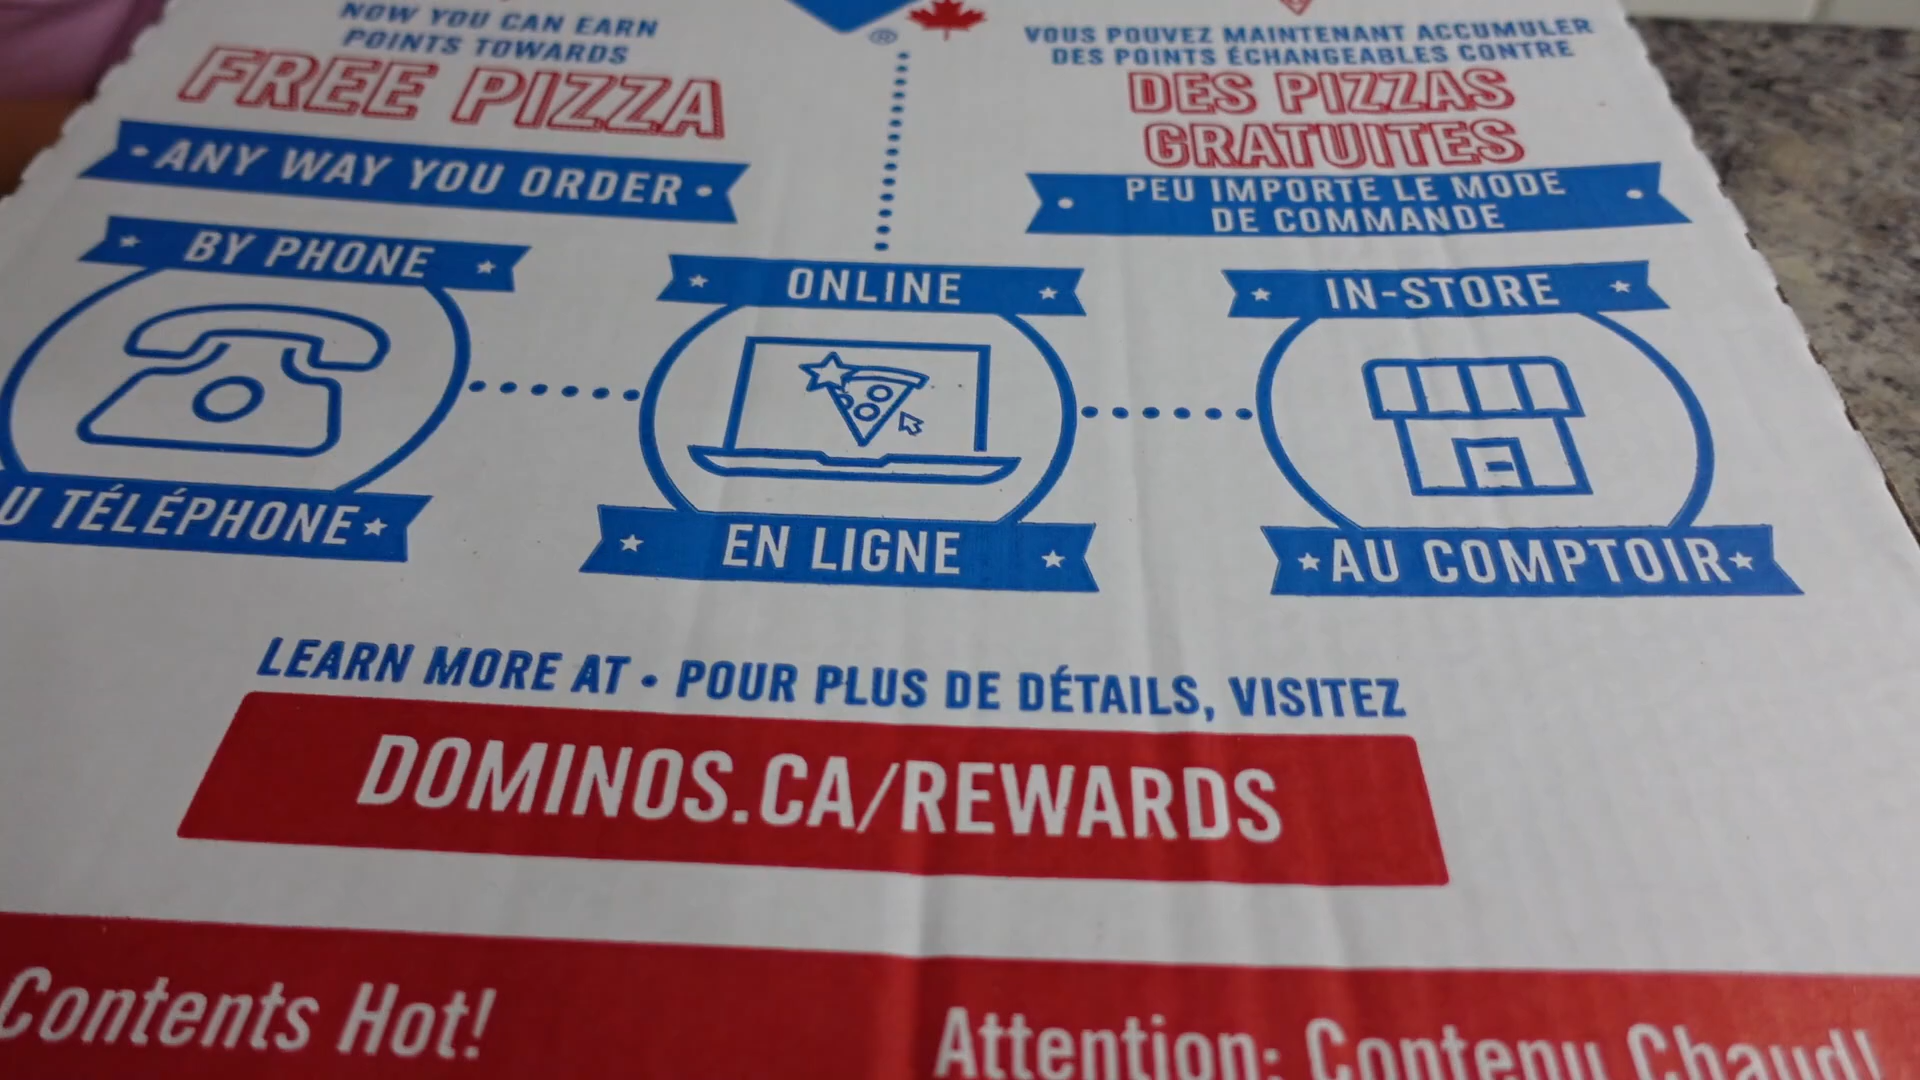 NOW YOU CAN EARN
POINTS TOWARDS
FREE PIZZA
• ANY WAY YOU ORDER •
VOUS POUVEZ MAINTENANT ACCUMULER
DES POINTS ÉCHANGEABLES CONTRE
DES PIZZAS
GRATUITES
• PEU IMPORTE LE MODE •
DE COMMANDE
BY PHONE
U TÉLÉPHONE
ONLINE
EN LIGNE
IN-STORE
AU COMPTOIR
LEARN MORE AT • POUR PLUS DE DÉTAILS, VISITEZ
DOMINOS.CA/REWARDS
Contents Hot!
Attention: Contenu Chaud!
®